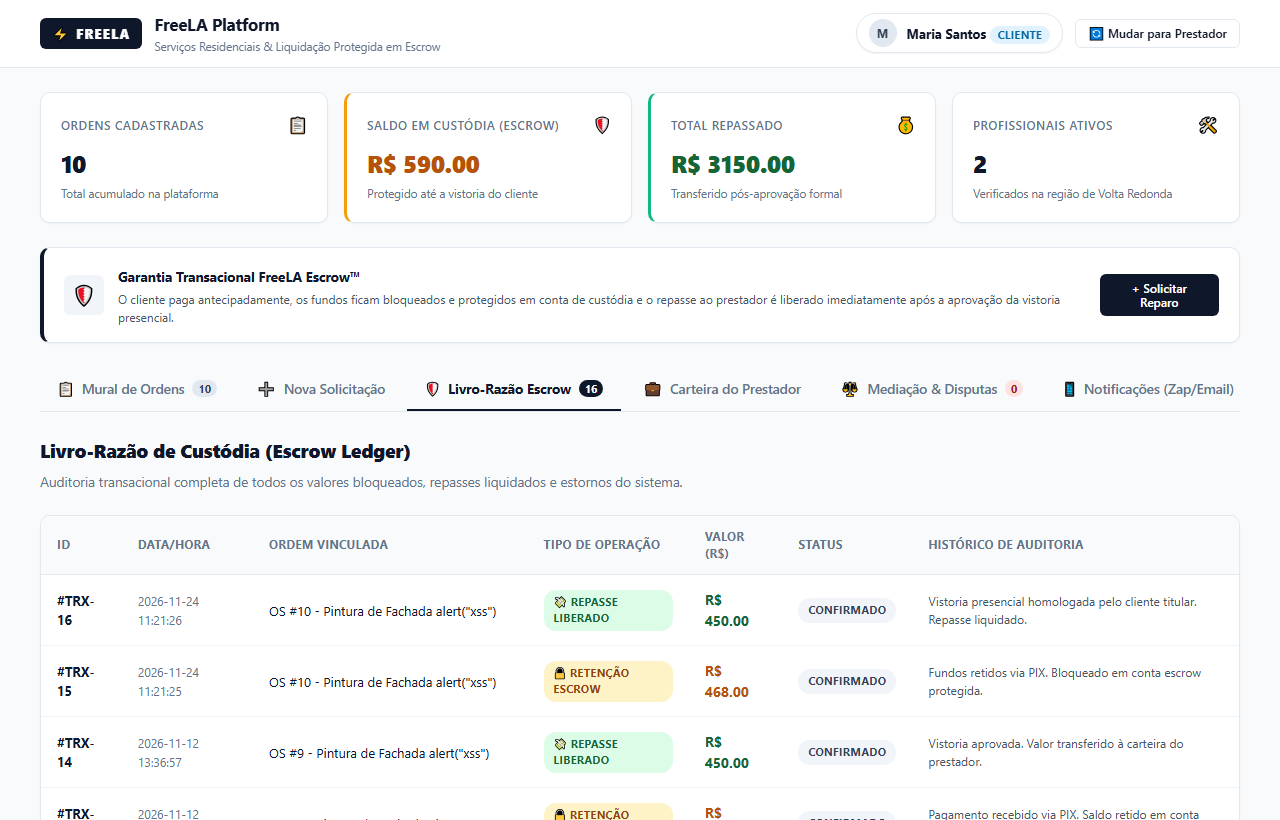 FREELA
FreeLA Platform
Serviços Residenciais & Liquidação Protegida em Escrow
M
Maria Santos CLIENTE
Mudar para Prestador
ORDENS CADASTRADAS
10
Total acumulado na plataforma
SALDO EM CUSTÓDIA (ESCROW)
R$ 590.00
Protegido até a vistoria do cliente
TOTAL REPASSADO
R$ 3150.00
Transferido pós-aprovação formal
PROFISSIONAIS ATIVOS
2
Verificados na região de Volta Redonda
Garantia Transacional FreeLA Escrow™
O cliente paga antecipadamente, os fundos ficam bloqueados e protegidos em conta de custódia e o repasse ao prestador é liberado imediatamente após a aprovação da vistoria
presencial.
+ Solicitar
Reparo
Mural de Ordens 10
Nova Solicitação
Livro-Razão Escrow 16
Carteira do Prestador
Mediação & Disputas 0
Notificações (Zap/Email)
Livro-Razão de Custódia (Escrow Ledger)
Auditoria transacional completa de todos os valores bloqueados, repasses liquidados e estornos do sistema.
ID
DATA/HORA
ORDEM VINCULADA
TIPO DE OPERAÇÃO
VALOR
(R$)
STATUS
HISTÓRICO DE AUDITORIA
#TRX-
16
2026-11-24
11:21:26
OS #10 - Pintura de Fachada alert("xss")
REPASSE
LIBERADO
R$
450.00
CONFIRMADO
Vistoria presencial homologada pelo cliente titular.
Repasse liquidado.
#TRX-
15
2026-11-24
11:21:25
OS #10 - Pintura de Fachada alert("xss")
RETENÇÃO
ESCROW
R$
468.00
CONFIRMADO
Fundos retidos via PIX. Bloqueado em conta escrow
protegida.
#TRX-
14
2026-11-12
13:36:57
OS #9 - Pintura de Fachada alert("xss")
REPASSE
LIBERADO
R$
450.00
CONFIRMADO
Vistoria aprovada. Valor transferido à carteira do
prestador.
#TRX-
2026-11-12
RETENÇÃO
R$
Pagamento recebido via PIX. Saldo retido em conta